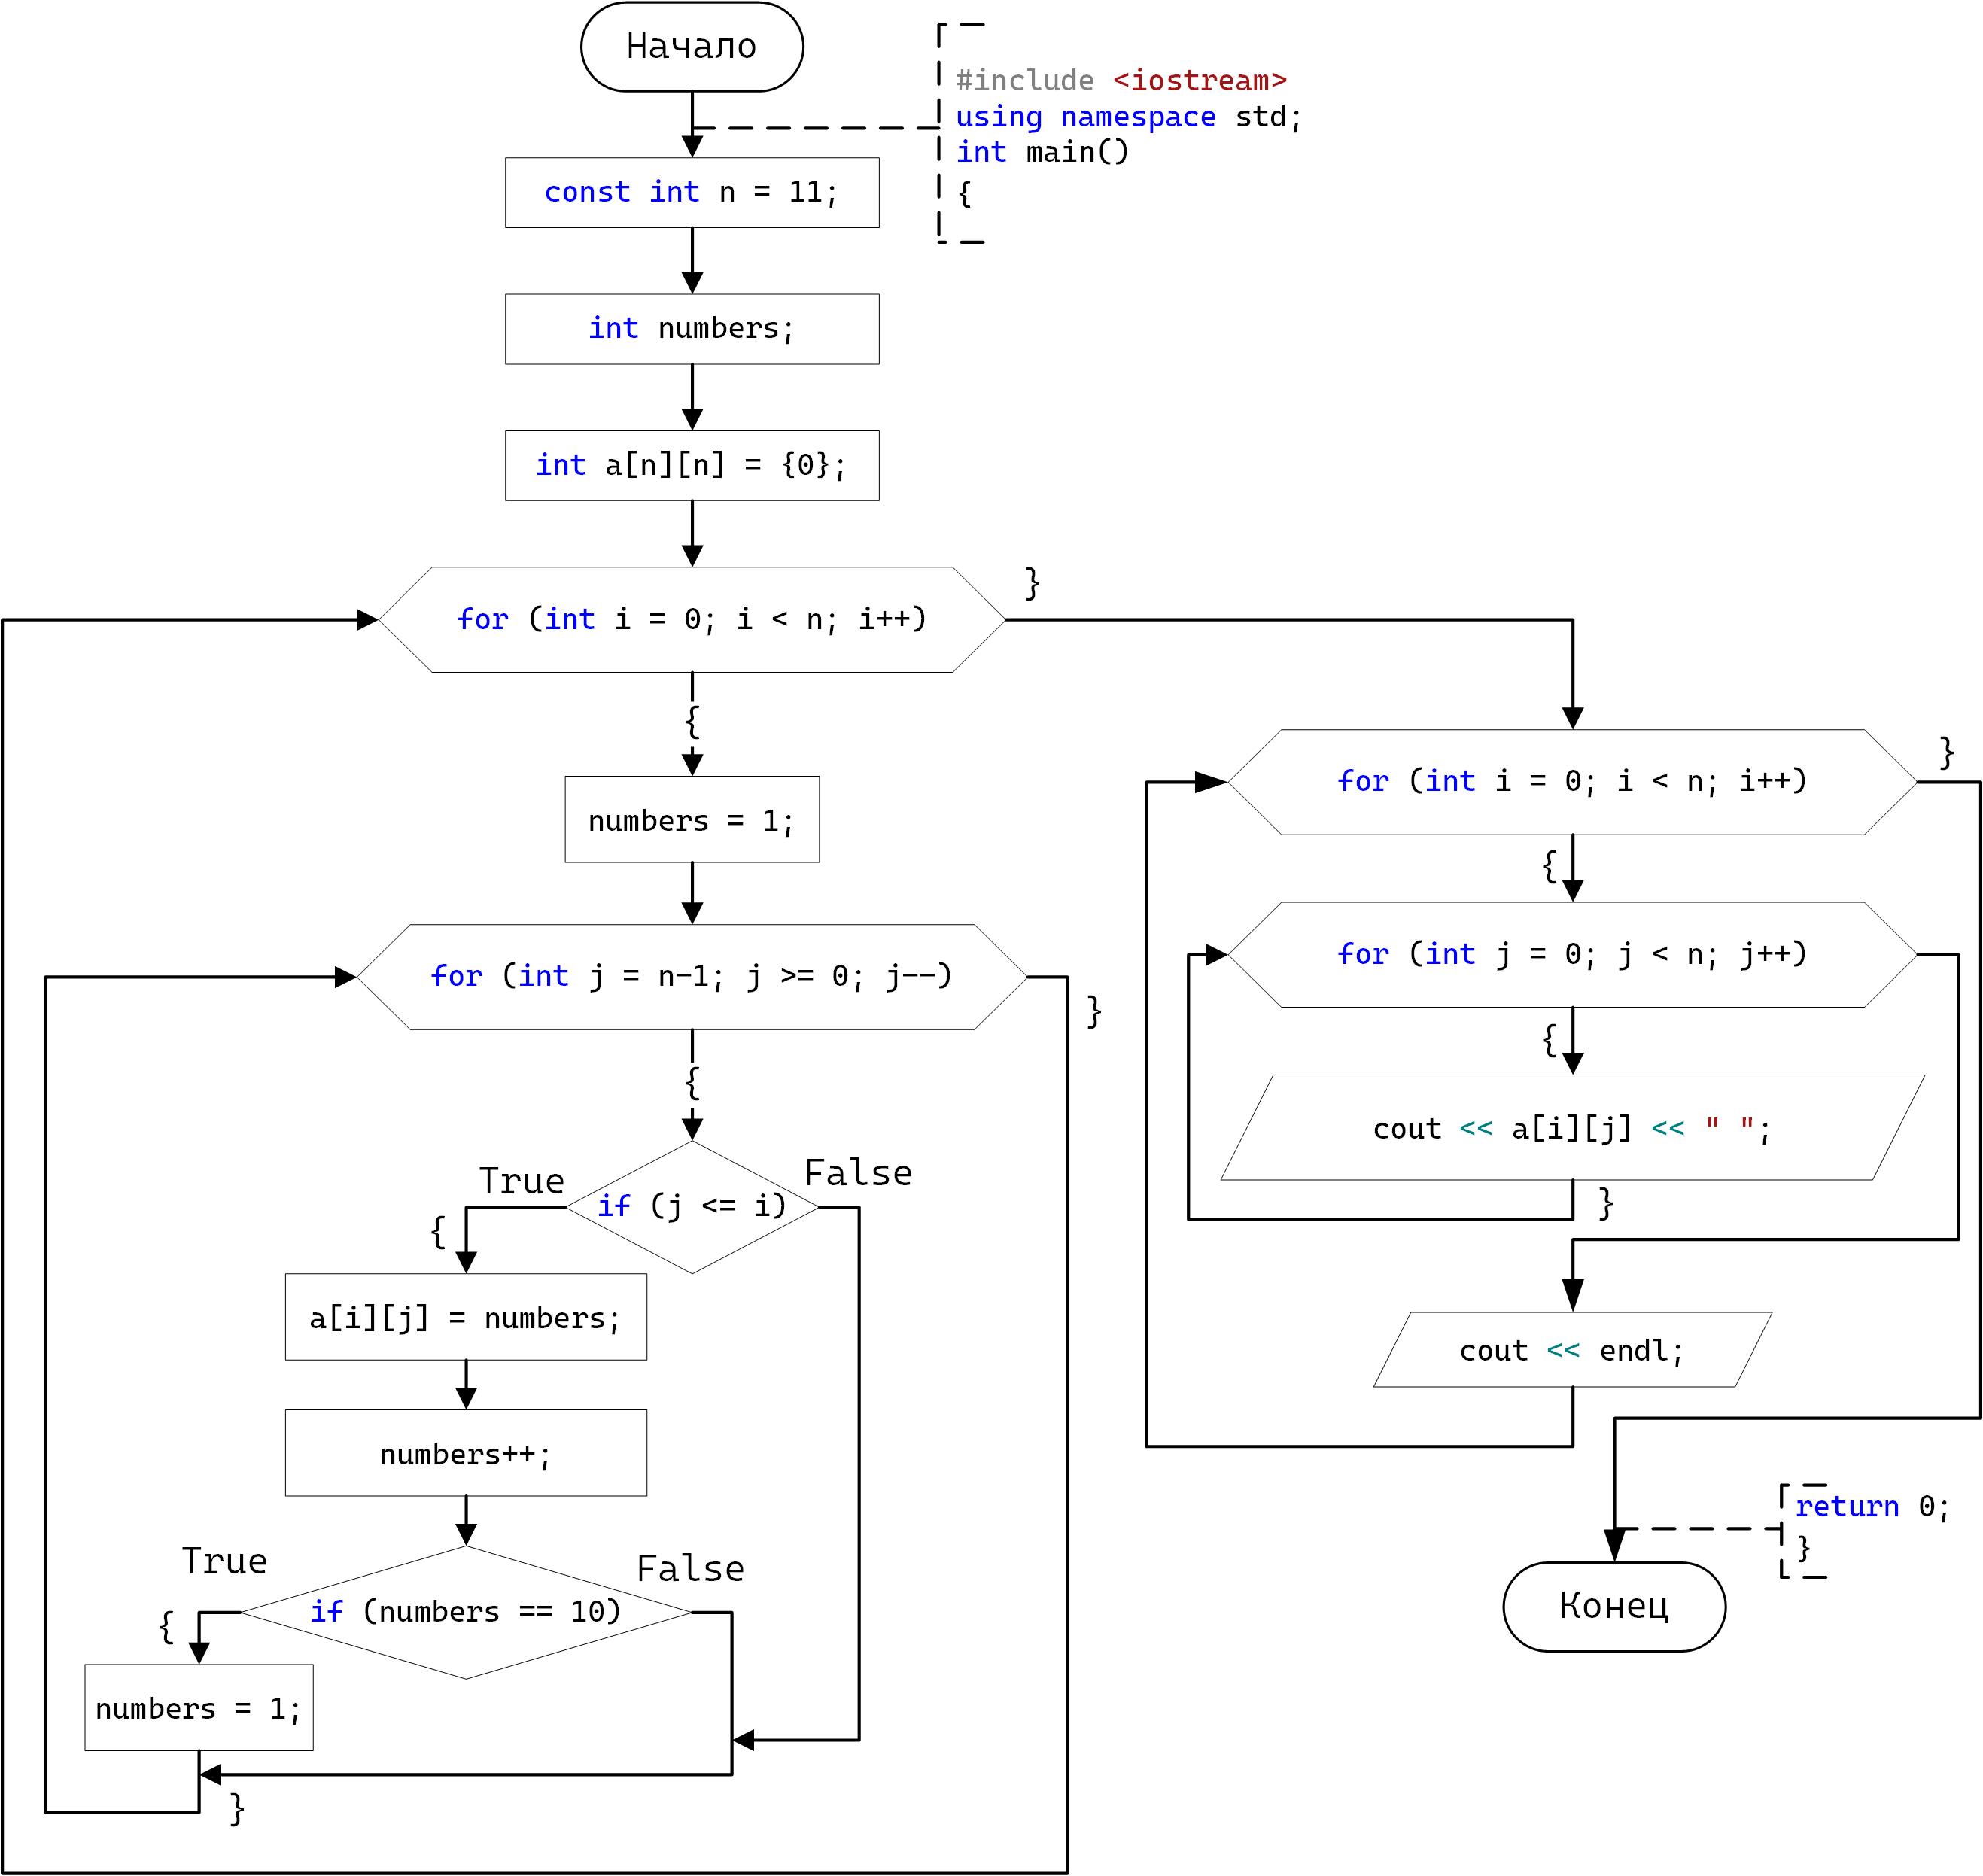 Начало
#include <iostream>
using namespace std;
int main()
{
const int n = 11;
int numbers;
int a[n][n] = {0};
for (int i = 0; i < n; i++)
}
{
numbers = 1;
for (int j = n-1; j >= 0; j--)
}
{
if (j <= i)
True
False
{
a[i][j] = numbers;
numbers++;
if (numbers == 10)
True
False
{
numbers = 1;
}
for (int i = 0; i < n; i++)
}
{
for (int j = 0; j < n; j++)
{
cout << a[i][j] << " ";
}
cout << endl;
return 0;
}
Конец